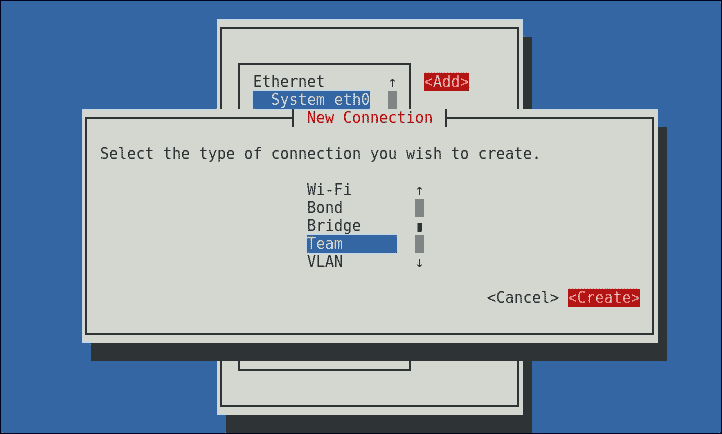 Ethernet ↑ <Add>
System eth0
New Connection
Select the type of connection you wish to create.
Wi-Fi ↑
Bond
Bridge
Team
VLAN ↓
<Cancel> <Create>